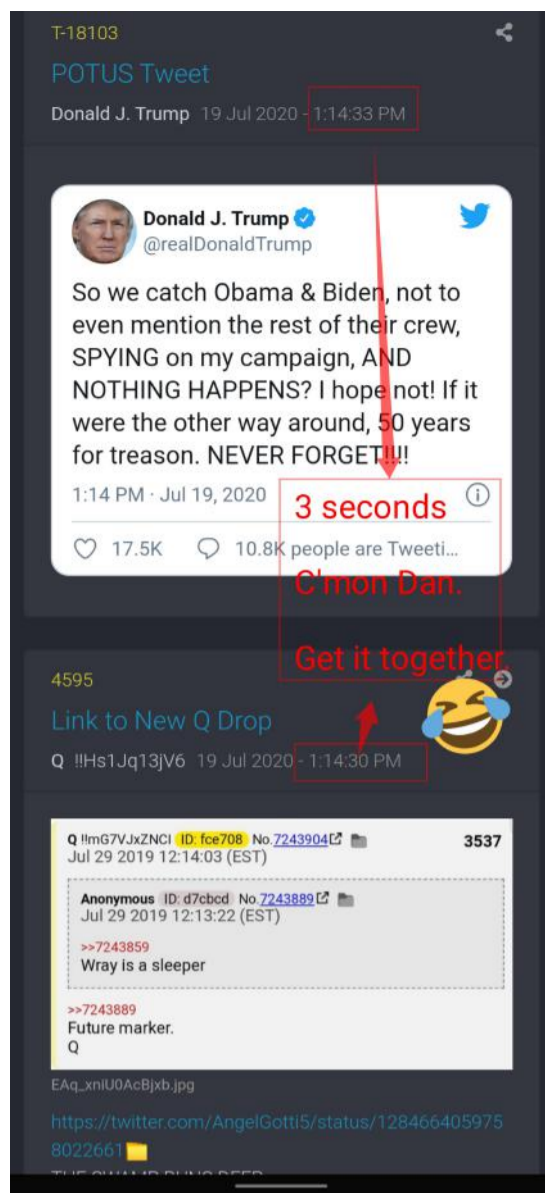 T-18103
POTUS Tweet
Donald J. Trump 19 Jul 2020 - 1:14:33 PM
Donald J. Trump
@realDonaldTrump
So we catch Obama & Biden, not to
even mention the rest of their crew,
SPYING on my campaign, AND
NOTHING HAPPENS? I hope not! If it
were the other way around, 50 years
for treason. NEVER FORGET!!!!
1:14 PM · Jul 19, 2020
3 seconds
17.5K 10.8K people are Tweeti...
C'mon Dan.
Get it together.
4595
Link to New Q Drop
Q !!Hs1Jq13jV6 19 Jul 2020 - 1:14:30 PM
Q !!mG7VJxZNCI ID: fce708 No.7243904 3537
Jul 29 2019 12:14:03 (EST)
Anonymous ID: d7cbcd No.7243889
Jul 29 2019 12:13:22 (EST)
>>7243859
Wray is a sleeper
>>7243889
Future marker.
Q
EAq_xniU0AcBjxb.jpg
https://twitter.com/AngelGotti5/status/128466405975
8022661
THE SWAMP RUNS DEEP